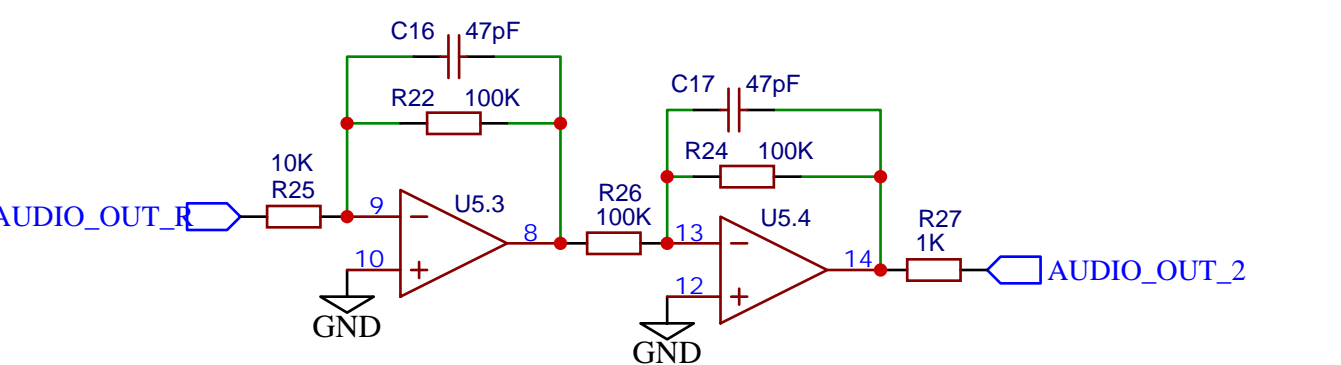 C16 47pF
R22 100K
C17 47pF
R24 100K
10K
R25
AUDIO_OUT_R
9
U5.3
8
10
GND
R26
100K
13
U5.4
14
12
GND
R27
1K
AUDIO_OUT_2